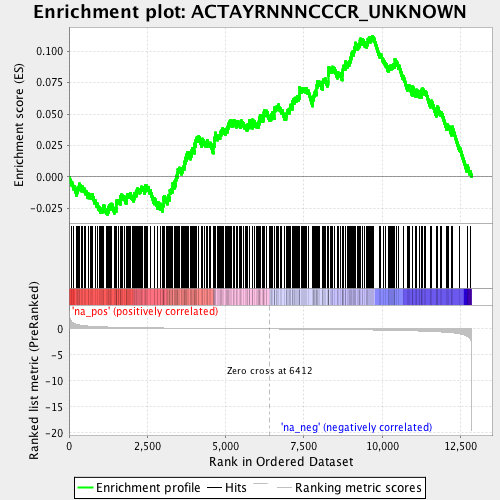 Enrichment plot: ACTAYRNNNCCCR_UNKNOWN
Enrichment score (ES)
0.100
0.075
0.050
0.025
0.000
-0.025
'na_pos' (positively correlated)
Ranked list metric (PreRanked)
0
-5
-10
-15
-20
Zero cross at 6412
'na_neg' (negatively correlated)
0
2,500
5,000
7,500
10,000
12,500
Rank in Ordered Dataset
Enrichment profile
Hits
Ranking metric scores